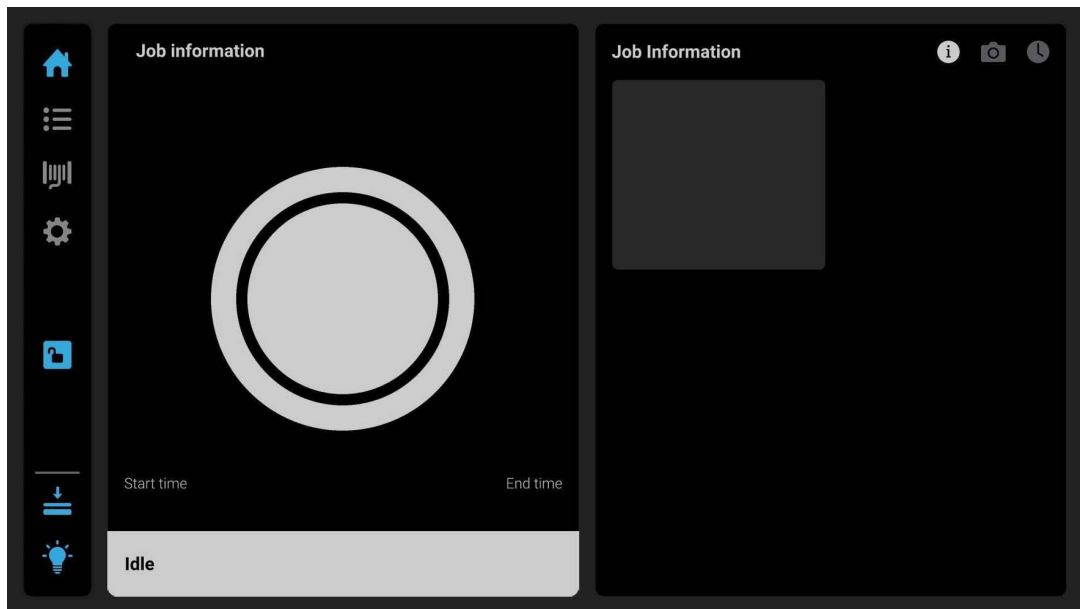 Job information
Start time
End time
Idle
Job Information